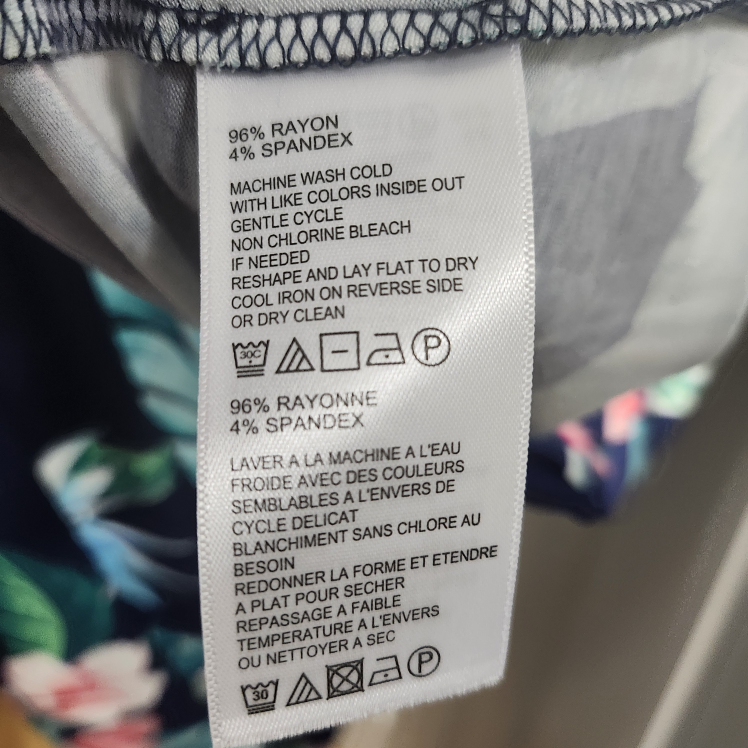 96% RAYON
4% SPANDEX
MACHINE WASH COLD
WITH LIKE COLORS INSIDE OUT
GENTLE CYCLE
NON CHLORINE BLEACH
IF NEEDED
RESHAPE AND LAY FLAT TO DRY
COOL IRON ON REVERSE SIDE
OR DRY CLEAN
30C P
96% RAYONNE
4% SPANDEX
LAVER A LA MACHINE A L'EAU
FROIDE AVEC DES COULEURS
SEMBLABLES A L'ENVERS DE
CYCLE DELICAT
BLANCHIMENT SANS CHLORE AU
BESOIN
REDONNER LA FORME ET ETENDRE
A PLAT POUR SECHER
REPASSAGE A FAIBLE
TEMPERATURE A L'ENVERS
OU NETTOYER A SEC
30 P